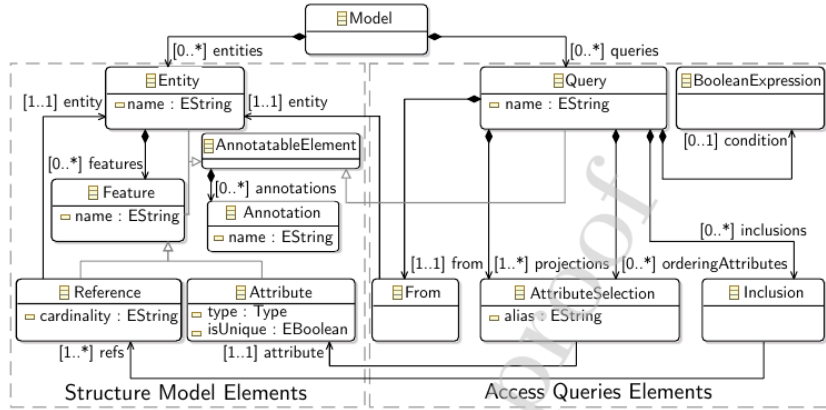 Model
[0..*] entities
[0..*] queries
Entity
name : EString
[1..1] entity
[1..1] entity
Query
name : EString
BooleanExpression
[0..1] condition
AnnotatableElement
[0..*] features
[0..*] annotations
Feature
name : EString
Annotation
name : EString
[0..*] inclusions
[1..1] from
[1..*] projections
[0..*] orderingAttributes
Reference
cardinality : EString
Attribute
type : Type
isUnique : EBoolean
From
AttributeSelection
alias : EString
Inclusion
[1..*] refs
[1..1] attribute
Structure Model Elements
Access Queries Elements
proof